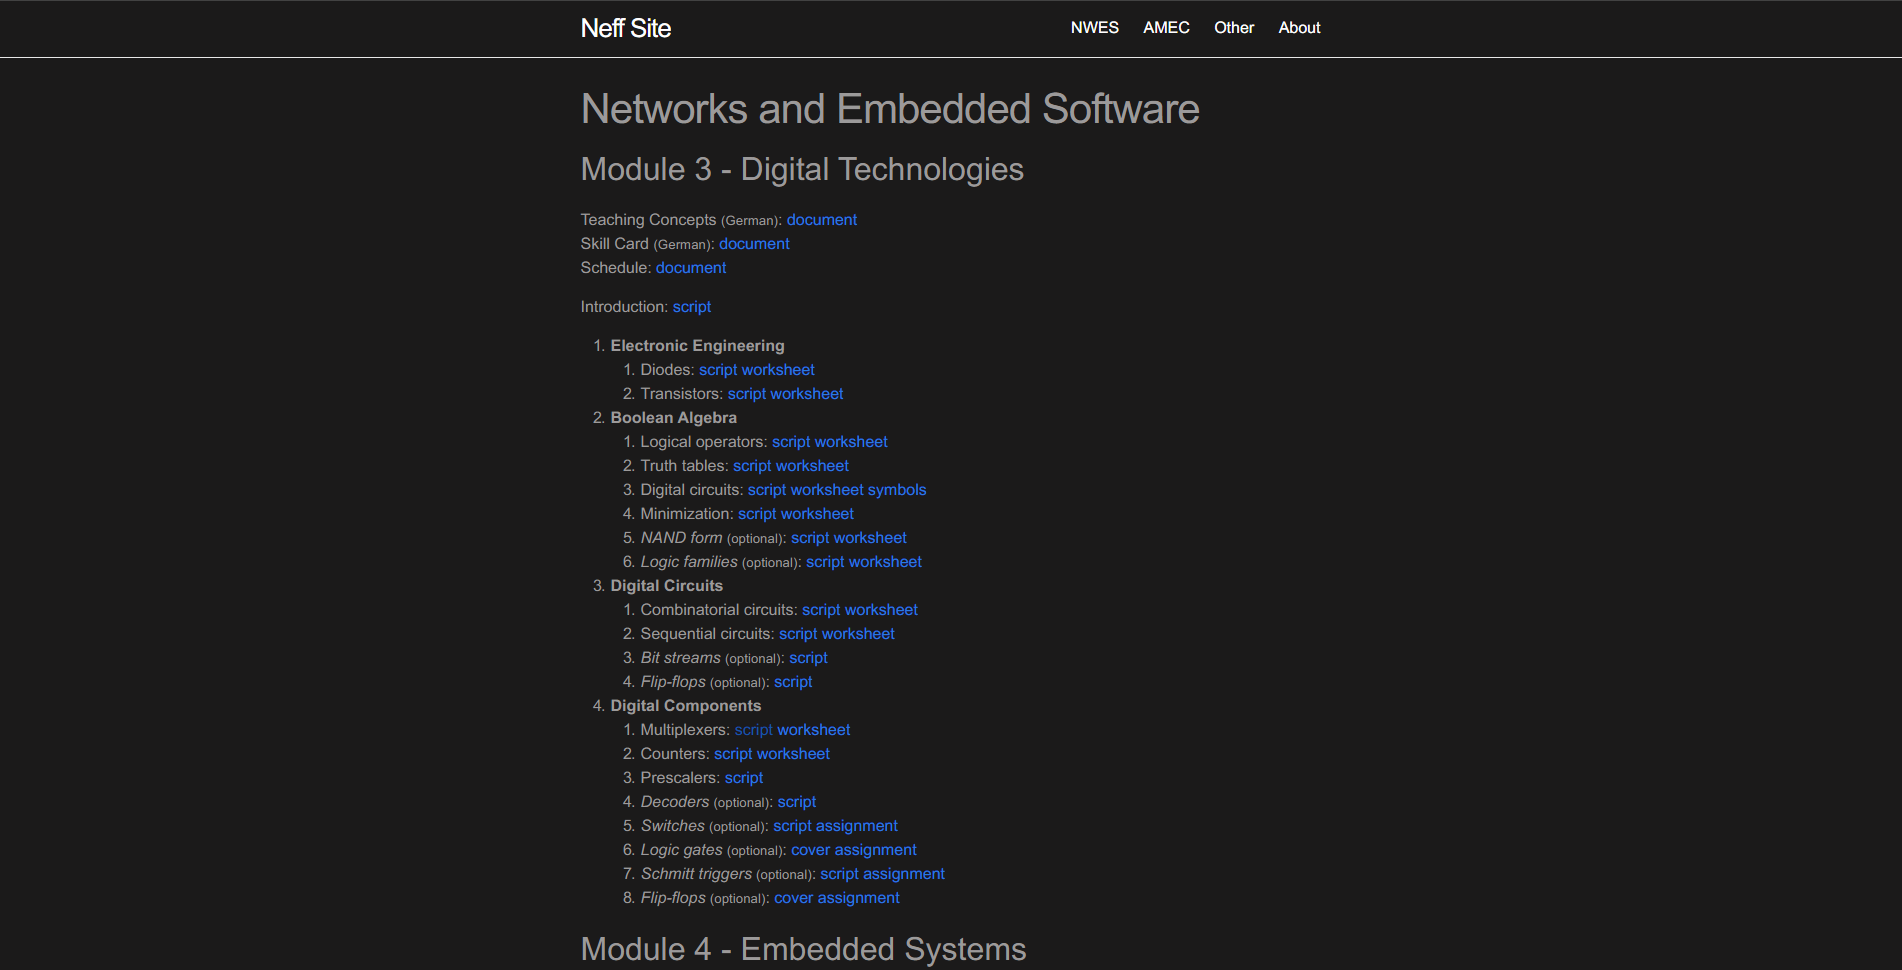 Neff Site NWES AMEC Other About
Networks and Embedded Software
Module 3 - Digital Technologies
Teaching Concepts (German): document
Skill Card (German): document
Schedule: document
Introduction: script
1. Electronic Engineering
1. Diodes: script worksheet
2. Transistors: script worksheet
2. Boolean Algebra
1. Logical operators: script worksheet
2. Truth tables: script worksheet
3. Digital circuits: script worksheet symbols
4. Minimization: script worksheet
5. NAND form (optional): script worksheet
6. Logic families (optional): script worksheet
3. Digital Circuits
1. Combinatorial circuits: script worksheet
2. Sequential circuits: script worksheet
3. Bit streams (optional): script
4. Flip-flops (optional): script
4. Digital Components
1. Multiplexers: script worksheet
2. Counters: script worksheet
3. Prescalers: script
4. Decoders (optional): script
5. Switches (optional): script assignment
6. Logic gates (optional): cover assignment
7. Schmitt triggers (optional): script assignment
8. Flip-flops (optional): cover assignment
Module 4 - Embedded Systems